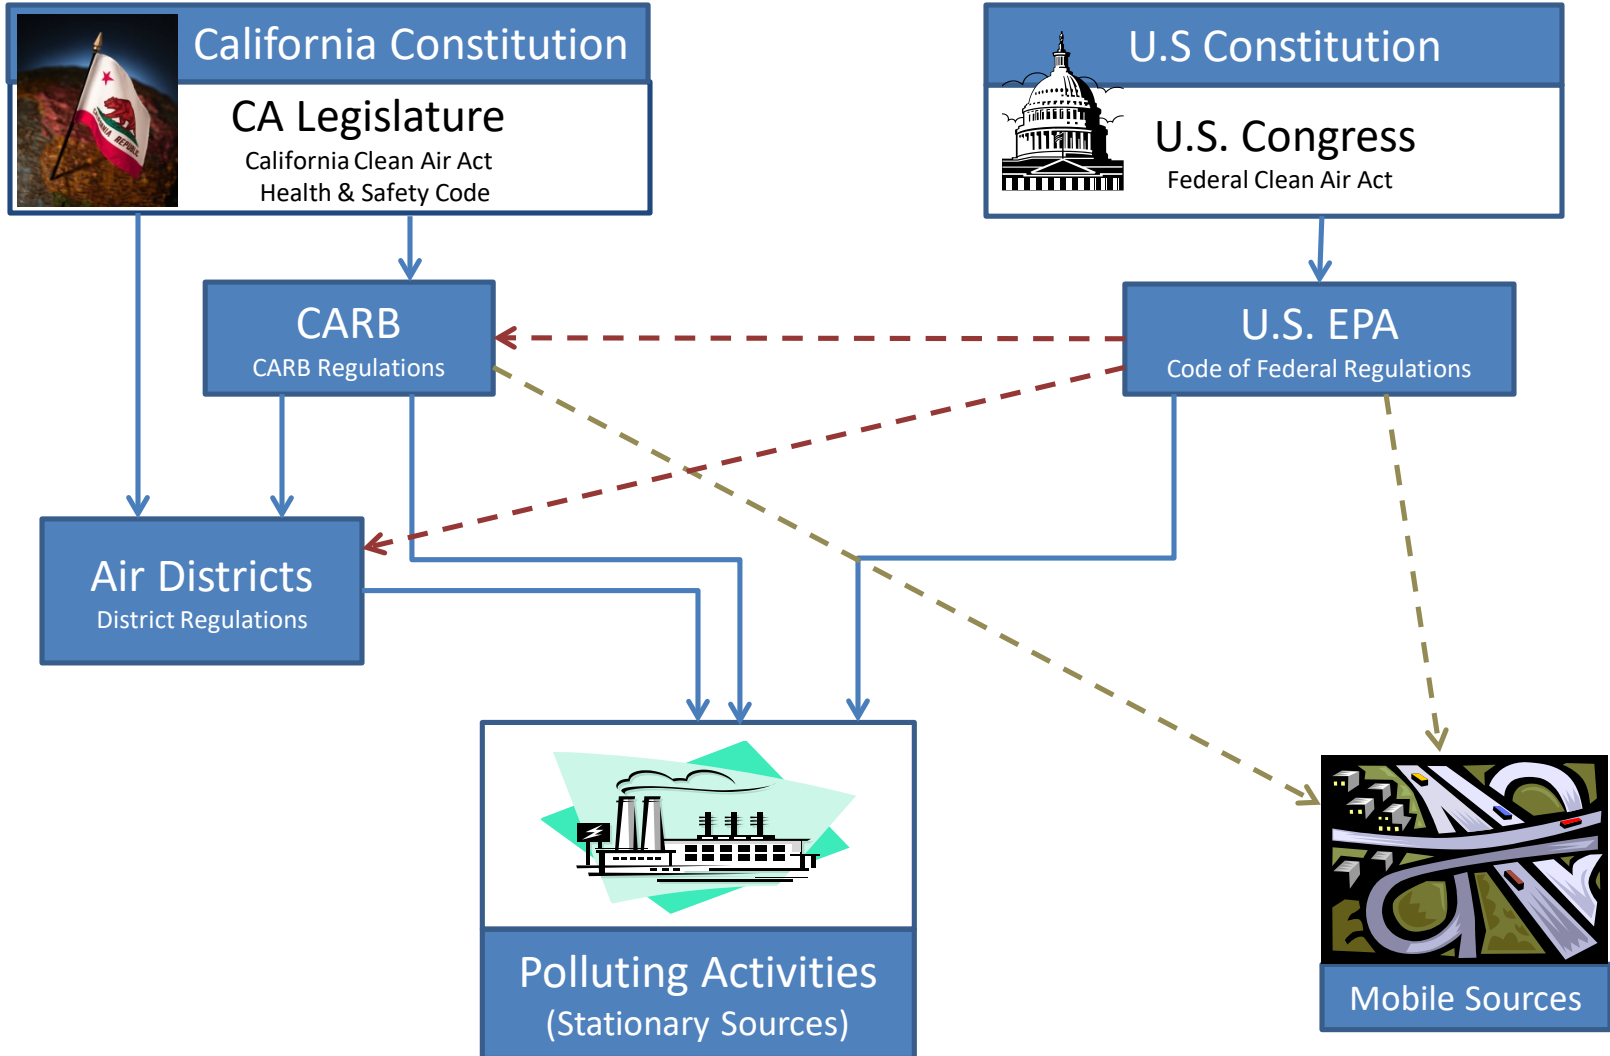 California Constitution
CA Legislature
California Clean Air Act
Health & Safety Code
U.S Constitution
U.S. Congress
Federal Clean Air Act
CARB
CARB Regulations
U.S. EPA
Code of Federal Regulations
Air Districts
District Regulations
Polluting Activities
(Stationary Sources)
Mobile Sources